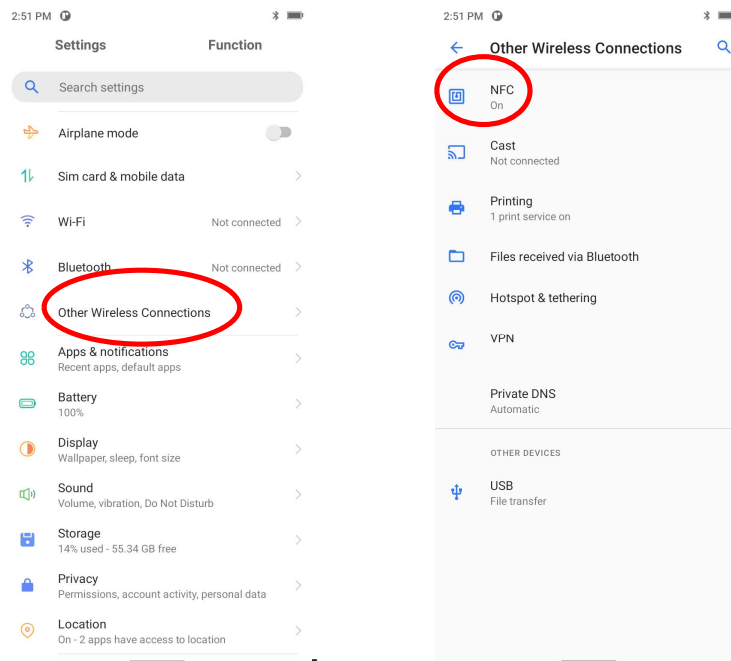 2:51 PM
Settings Function
Search settings
Airplane mode
Sim card & mobile data
Wi-Fi Not connected
Bluetooth Not connected
Other Wireless Connections
Apps & notifications
Recent apps, default apps
Battery
100%
Display
Wallpaper, sleep, font size
Sound
Volume, vibration, Do Not Disturb
Storage
14% used - 55.34 GB free
Privacy
Permissions, account activity, personal data
Location
On - 2 apps have access to location
2:51 PM
Other Wireless Connections
NFC
On
Cast
Not connected
Printing
1 print service on
Files received via Bluetooth
Hotspot & tethering
VPN
Private DNS
Automatic
OTHER DEVICES
USB
File transfer